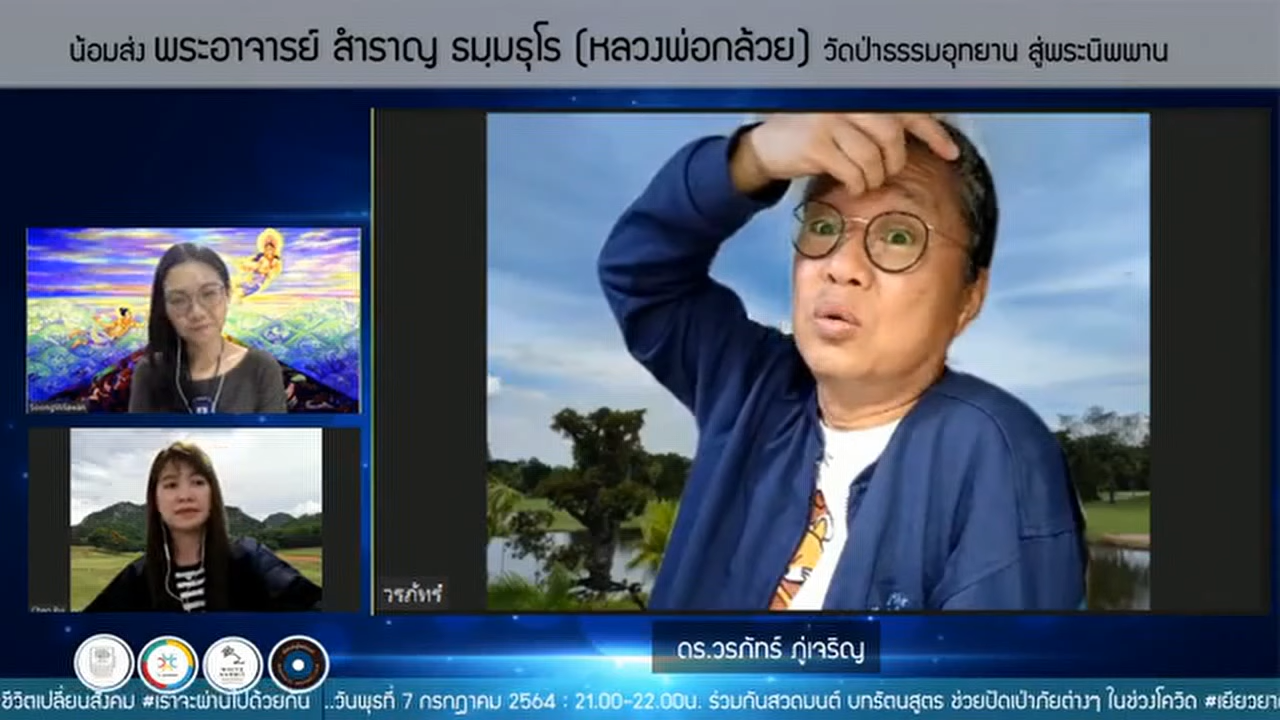 น้อมส่ง พระอาจารย์ สำราญ ธมฺมธุโร (หลวงพ่อกล้วย) วัดป่าธรรมอุทยาน สู่พระนิพพาน
SoongWilawan
วรภัทร์
ดร.วรภัทร์ ภู่เจริญ
ชีวิตเปลี่ยนสังคม #เราจะผ่านไปด้วยกัน ...วันพุธที่ 7 กรกฎาคม 2564 : 21.00-22.00น. ร่วมกันสวดมนต์ บทรัตนสูตร ช่วยปัดเป่าภัยต่างๆ ในช่วงโควิด #เยียวยา